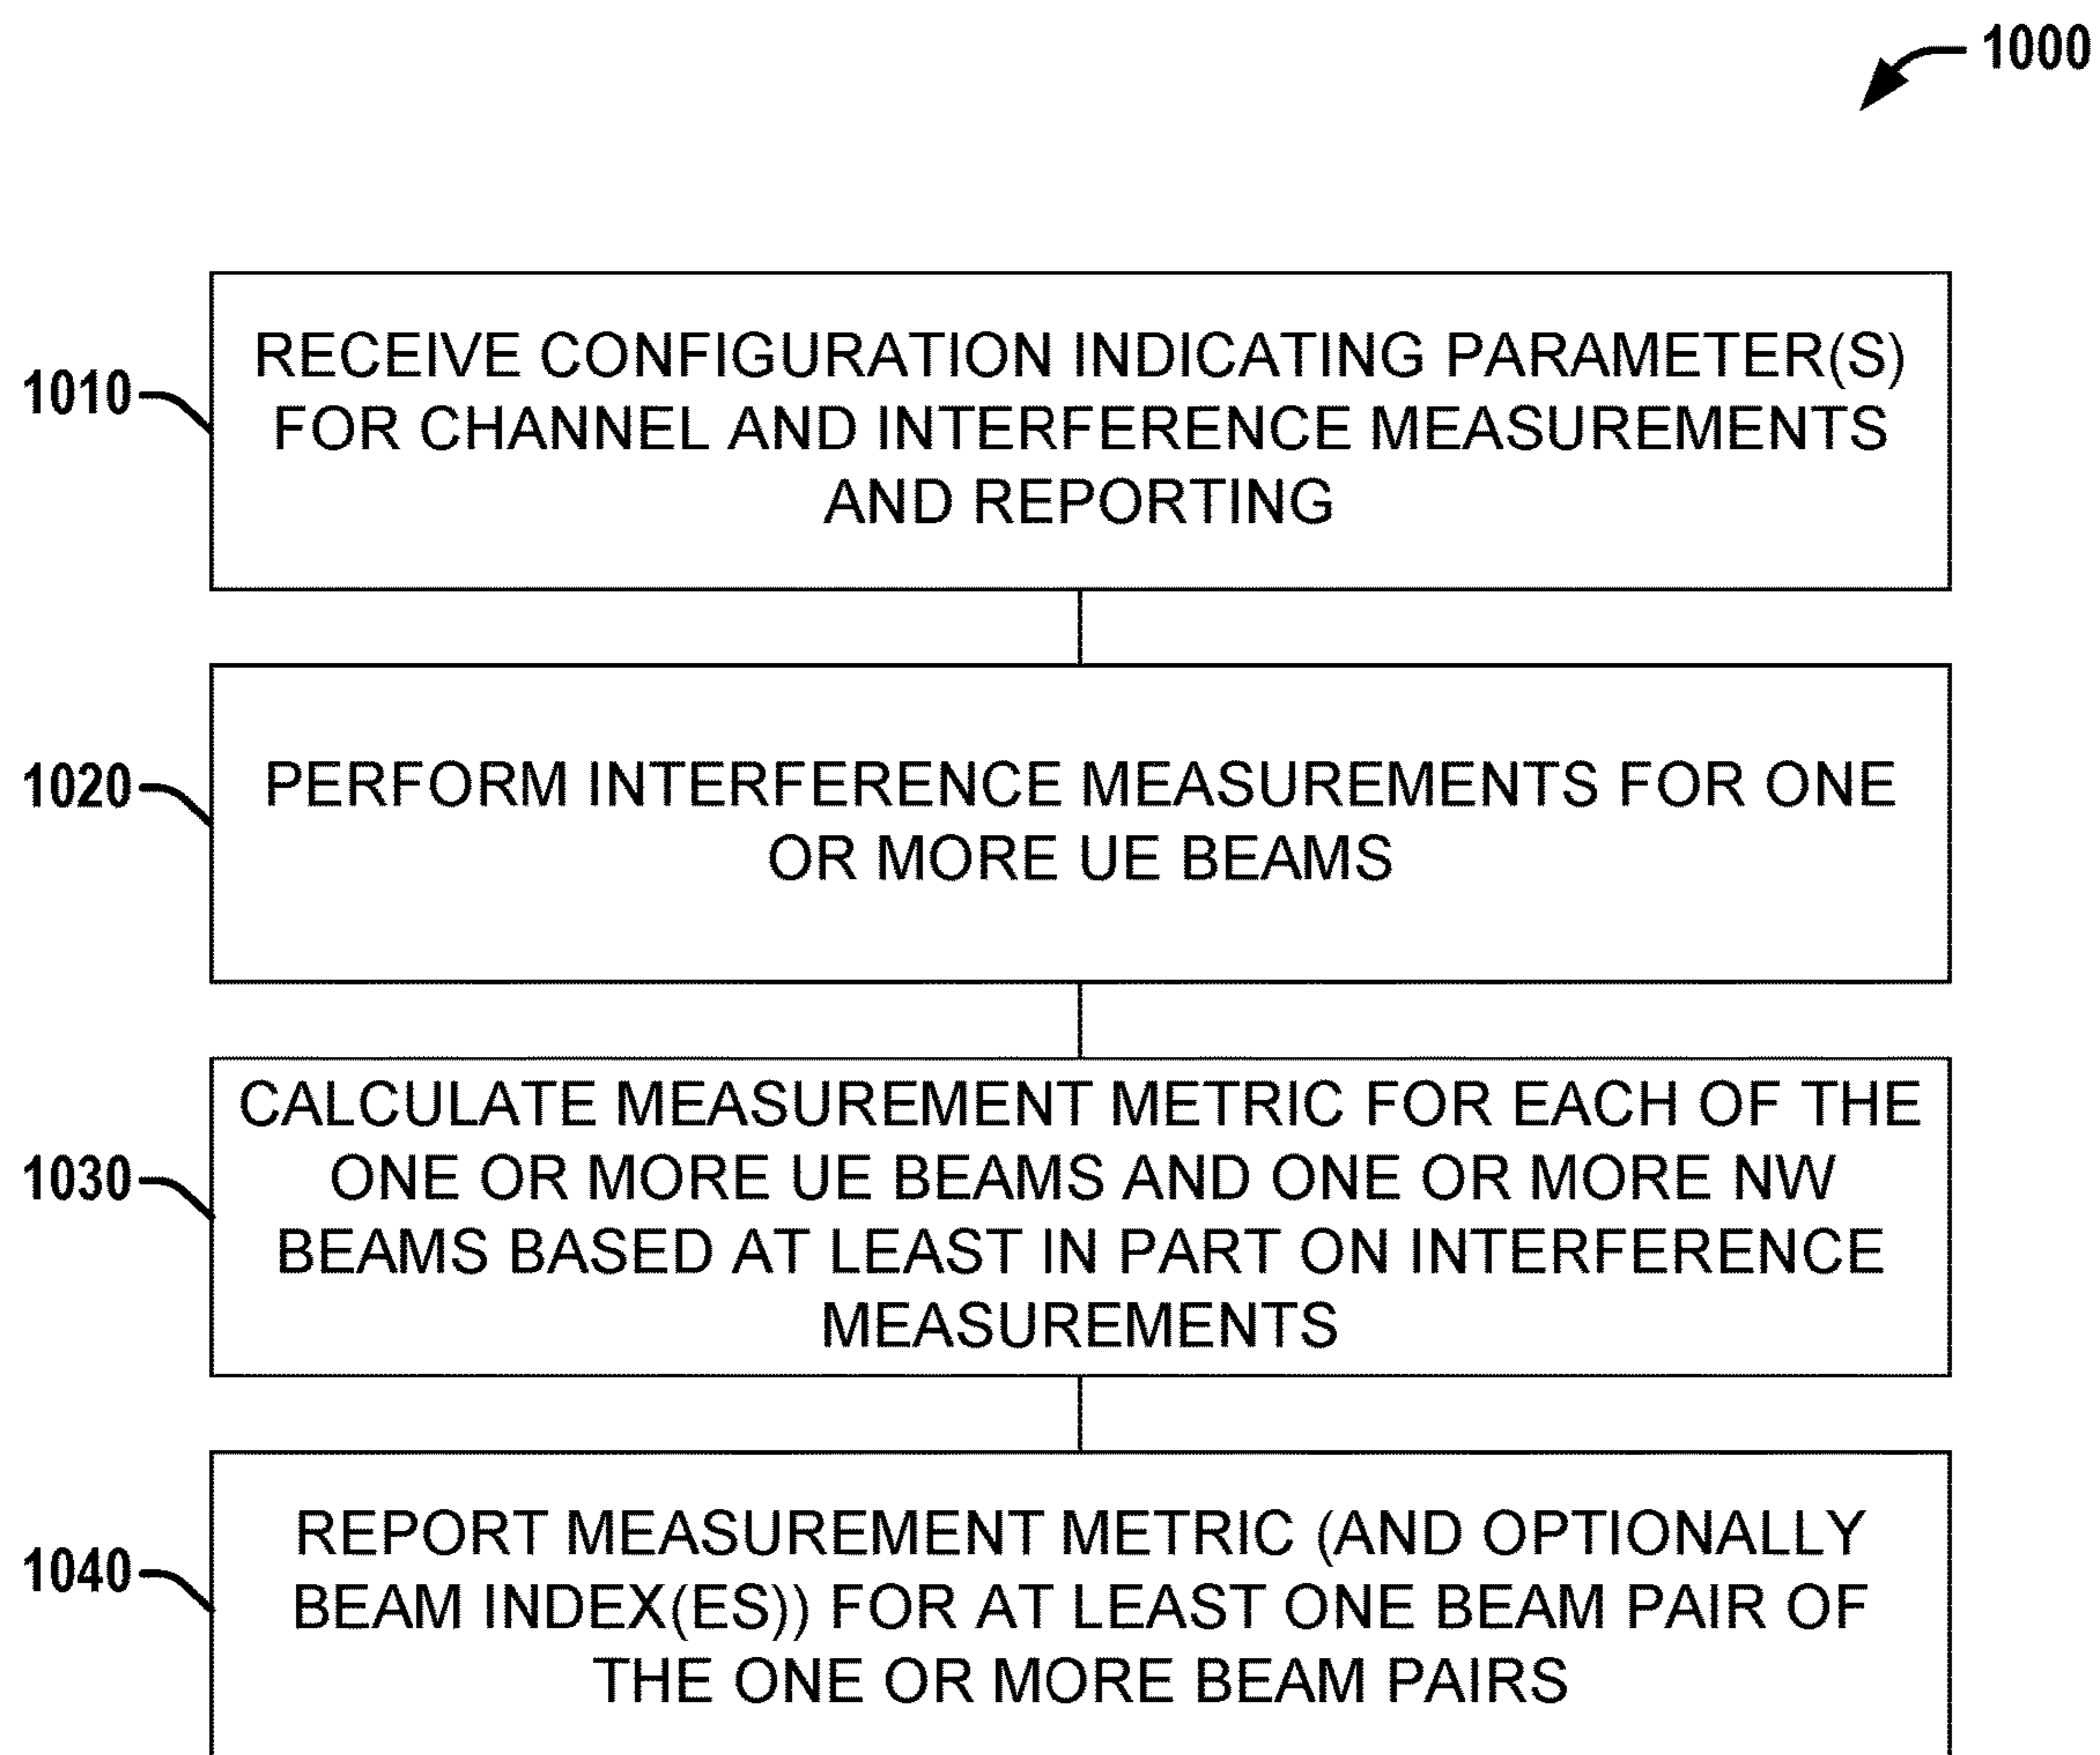 1000
1010
RECEIVE CONFIGURATION INDICATING PARAMETER(S)
FOR CHANNEL AND INTERFERENCE MEASUREMENTS
AND REPORTING
1020
PERFORM INTERFERENCE MEASUREMENTS FOR ONE
OR MORE UE BEAMS
1030
CALCULATE MEASUREMENT METRIC FOR EACH OF THE
ONE OR MORE UE BEAMS AND ONE OR MORE NW
BEAMS BASED AT LEAST IN PART ON INTERFERENCE
MEASUREMENTS
1040
REPORT MEASUREMENT METRIC (AND OPTIONALLY
BEAM INDEX(ES)) FOR AT LEAST ONE BEAM PAIR OF
THE ONE OR MORE BEAM PAIRS